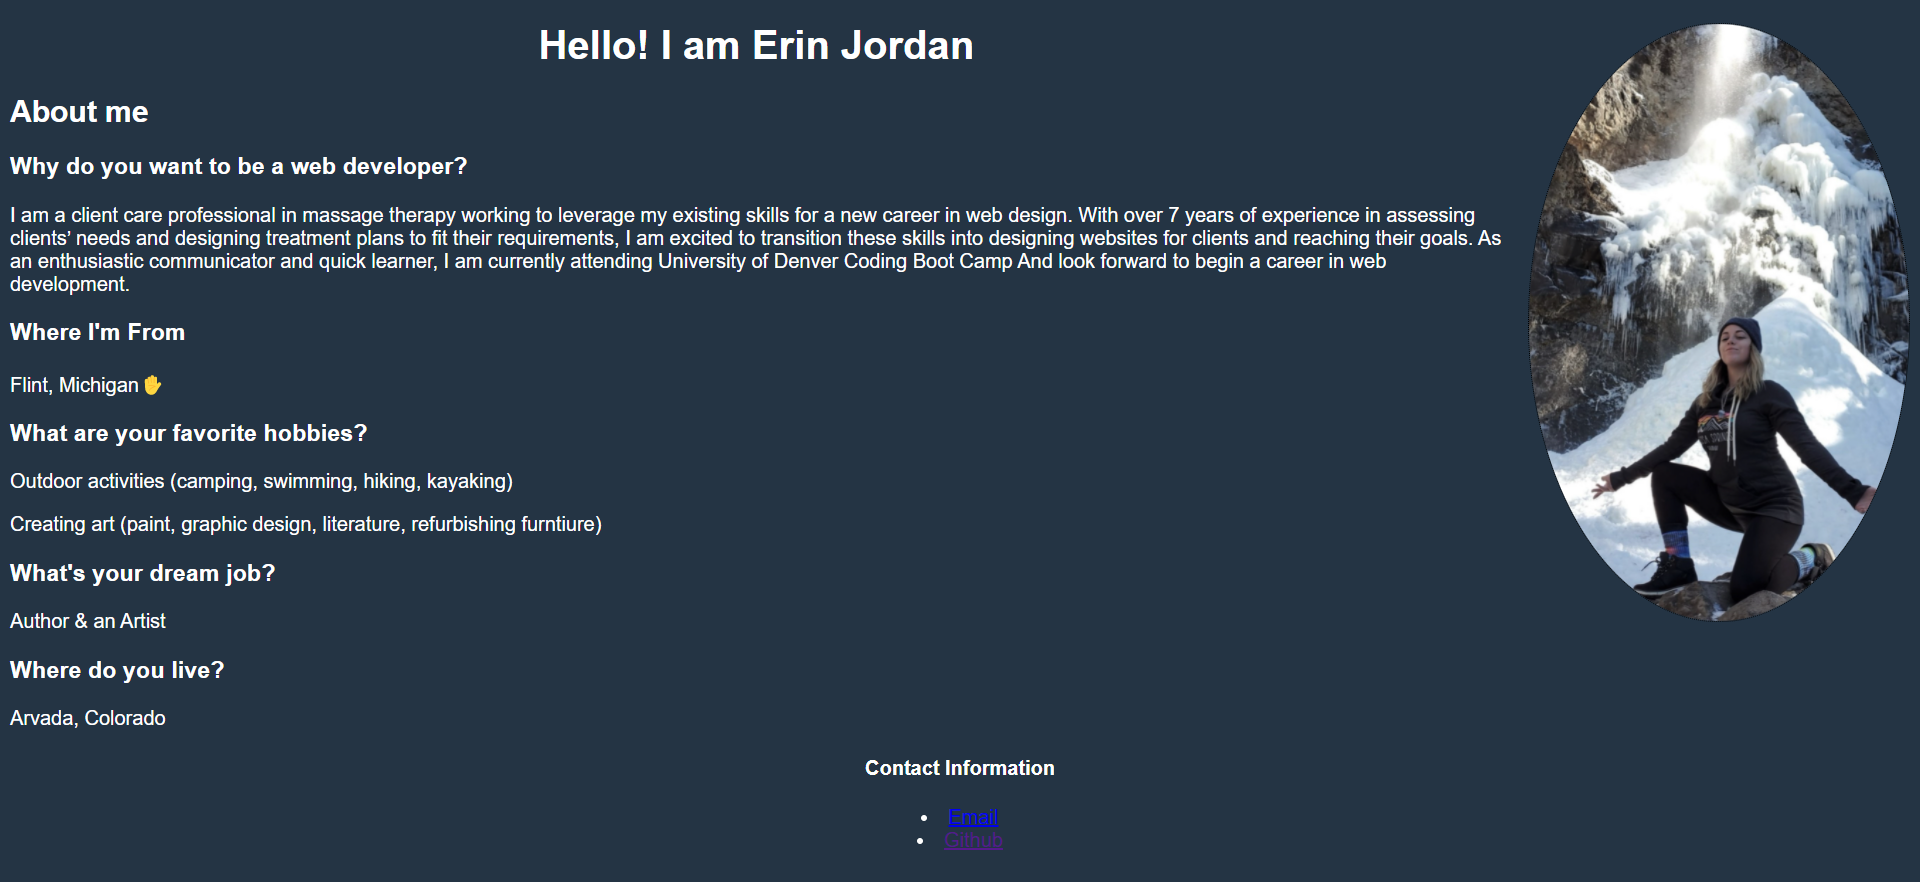 Hello! I am Erin Jordan
About me
Why do you want to be a web developer?
I am a client care professional in massage therapy working to leverage my existing skills for a new career in web design. With over 7 years of experience in assessing
clients’ needs and designing treatment plans to fit their requirements, I am excited to transition these skills into designing websites for clients and reaching their goals. As
an enthusiastic communicator and quick learner, I am currently attending University of Denver Coding Boot Camp And look forward to begin a career in web
development.
Where I'm From
Flint, Michigan ✋
What are your favorite hobbies?
Outdoor activities (camping, swimming, hiking, kayaking)
Creating art (paint, graphic design, literature, refurbishing furntiure)
What's your dream job?
Author & an Artist
Where do you live?
Arvada, Colorado
Contact Information
• Email
• Github